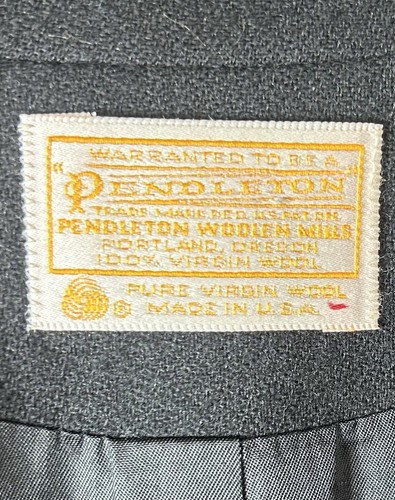 WARRANTED TO BE A
"PENDLETON"
TRADE MARK REG. U.S. PAT. OFF.
PENDLETON WOOLEN MILLS
PORTLAND, OREGON
100% VIRGIN WOOL
PURE VIRGIN WOOL
® MADE IN U.S.A.